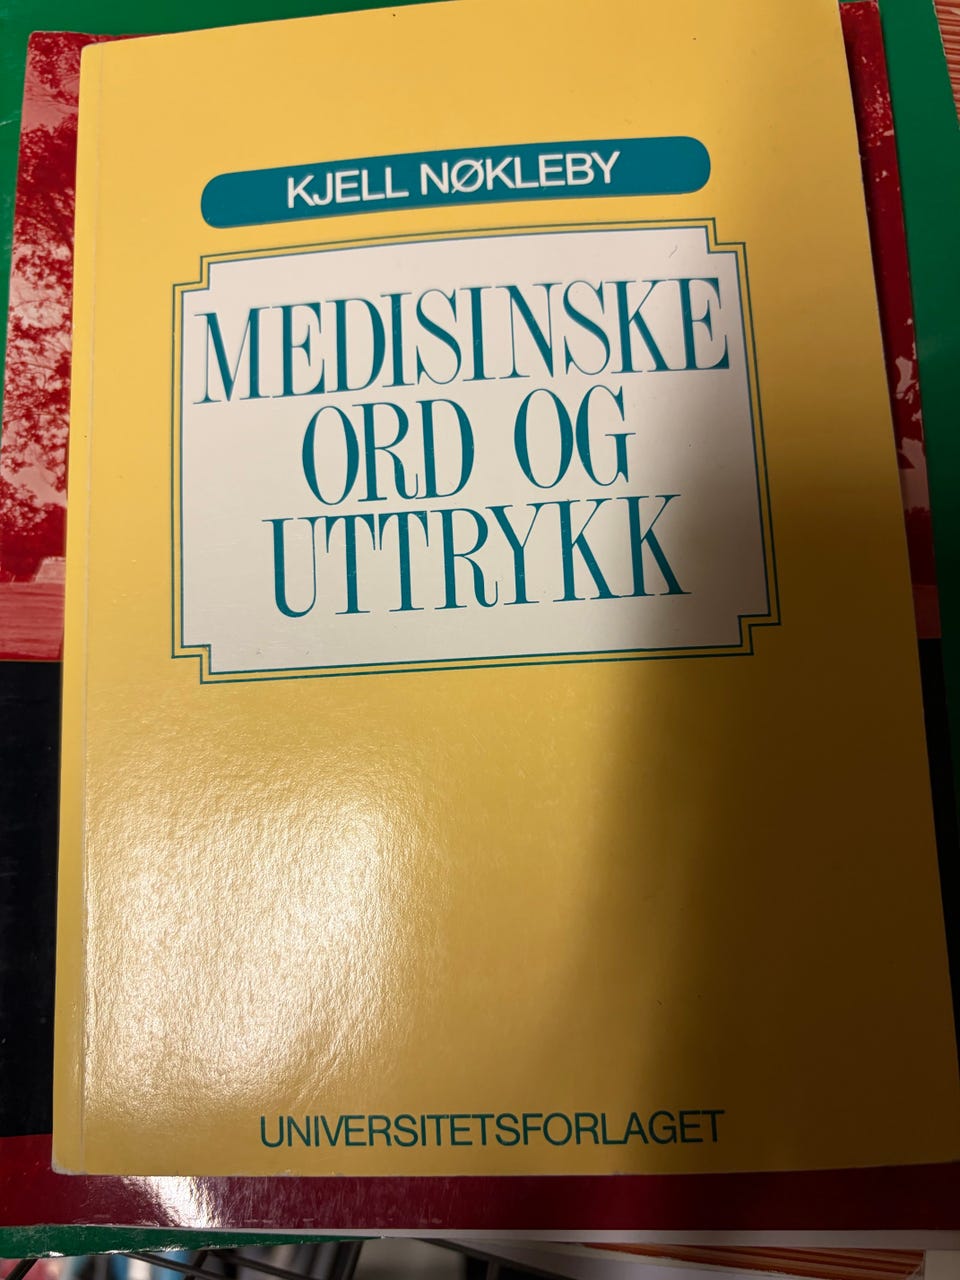 KJELL NØKLEBY
MEDISINSKE
ORD OG
UTTRYKK
UNIVERSITETSFORLAGET